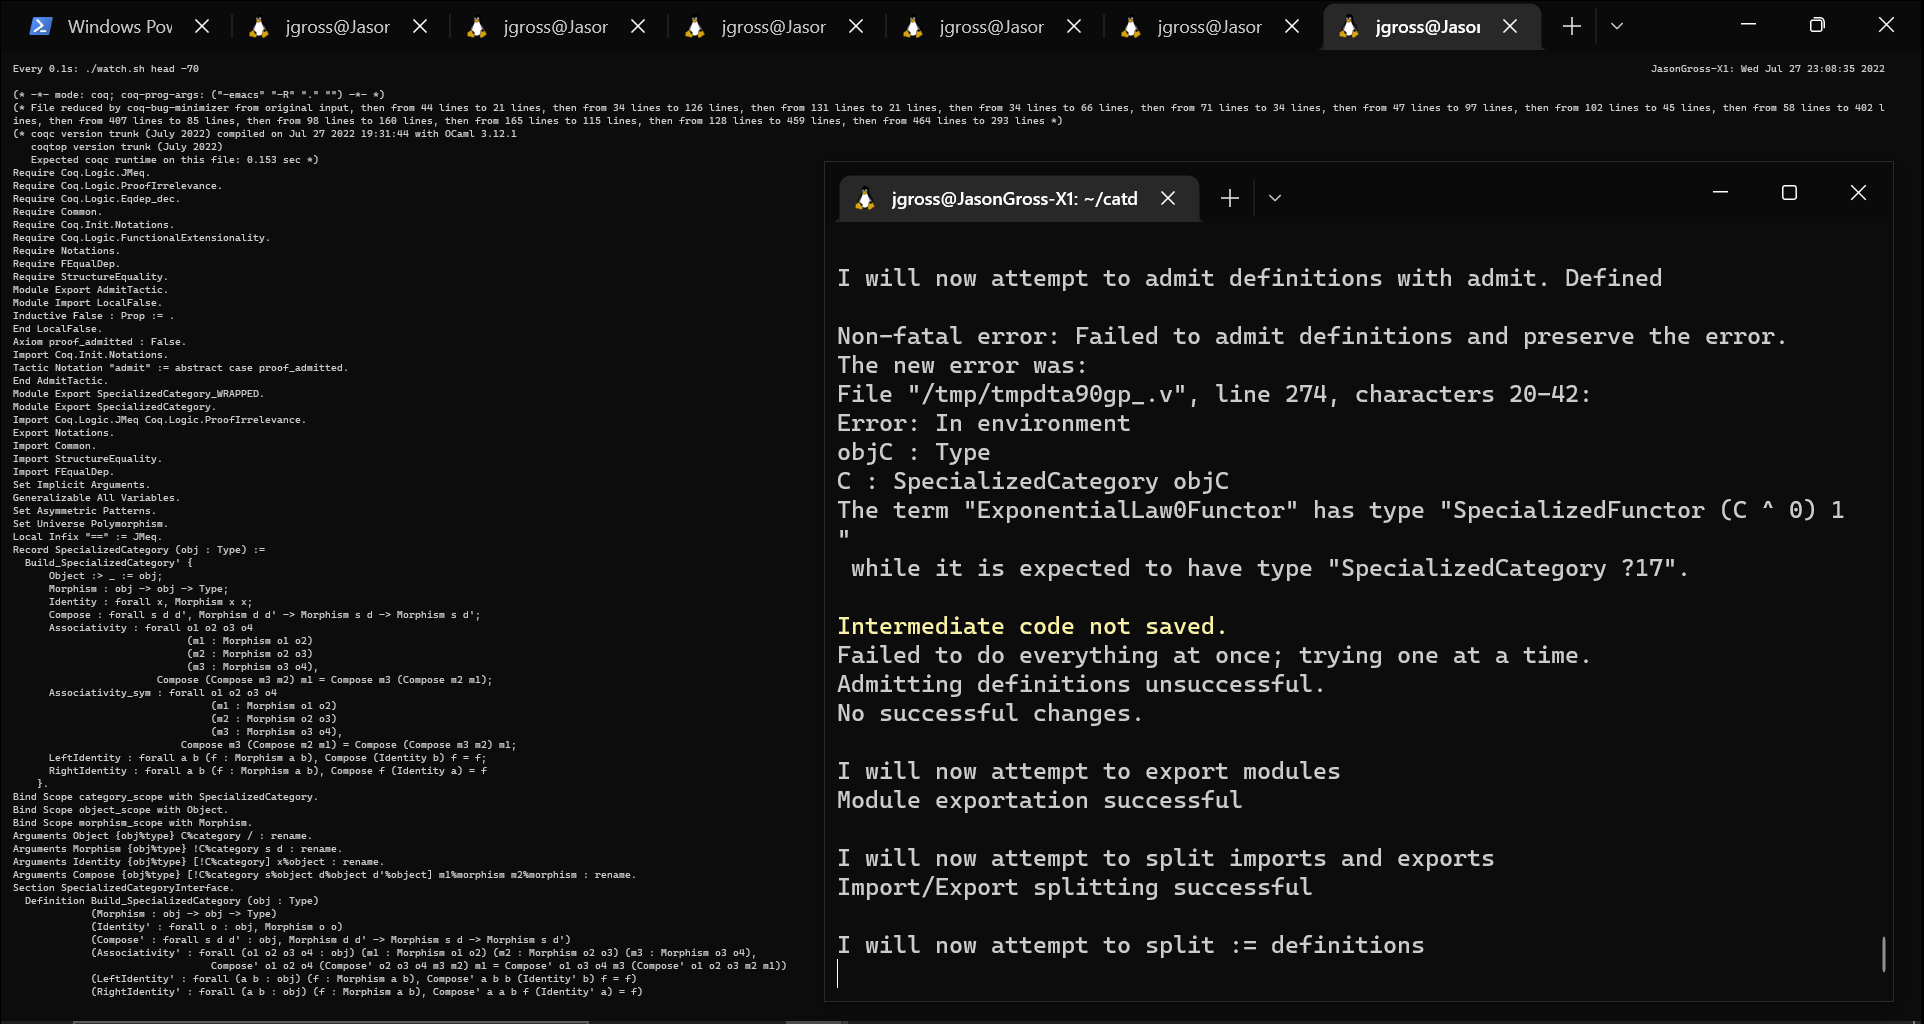 Windows Pov
jgross@Jasor
jgross@Jasor
jgross@Jasor
jgross@Jasor
jgross@Jasor
jgross@Jasor
Every 0.1s: ./watch.sh head -70
JasonGross-X1: Wed Jul 27 23:08:35 2022
(* -*- mode: coq; coq-prog-args: ("-emacs" "-R" "." "") -*- *)
(* File reduced by coq-bug-minimizer from original input, then from 44 lines to 21 lines, then from 34 lines to 126 lines, then from 131 lines to 21 lines, then from 34 lines to 66 lines, then from 71 lines to 34 lines, then from 47 lines to 97 lines, then from 102 lines to 45 lines, then from 58 lines to 402 l
ines, then from 407 lines to 85 lines, then from 98 lines to 160 lines, then from 165 lines to 115 lines, then from 128 lines to 459 lines, then from 464 lines to 293 lines *)
(* coqc version trunk (July 2022) compiled on Jul 27 2022 19:31:44 with OCaml 3.12.1
coqtop version trunk (July 2022)
Expected coqc runtime on this file: 0.153 sec *)
Require Coq.Logic.JMeq.
Require Coq.Logic.ProofIrrelevance.
Require Coq.Logic.Eqdep_dec.
Require Common.
Require Coq.Init.Notations.
Require Coq.Logic.FunctionalExtensionality.
Require Notations.
Require FEqualDep.
Require StructureEquality.
Module Export AdmitTactic.
Module Import LocalFalse.
Inductive False : Prop := .
End LocalFalse.
Axiom proof_admitted : False.
Import Coq.Init.Notations.
Tactic Notation "admit" := abstract case proof_admitted.
End AdmitTactic.
Module Export SpecializedCategory_WRAPPED.
Module Export SpecializedCategory.
Import Coq.Logic.JMeq Coq.Logic.ProofIrrelevance.
Export Notations.
Import Common.
Import StructureEquality.
Import FEqualDep.
Set Implicit Arguments.
Generalizable All Variables.
Set Asymmetric Patterns.
Set Universe Polymorphism.
Local Infix "==" := JMeq.
Record SpecializedCategory (obj : Type) :=
Build_SpecializedCategory' {
Object :> _ := obj;
Morphism : obj -> obj -> Type;
Identity : forall x, Morphism x x;
Compose : forall s d d', Morphism d d' -> Morphism s d -> Morphism s d';
Associativity : forall o1 o2 o3 o4
(m1 : Morphism o1 o2)
(m2 : Morphism o2 o3)
(m3 : Morphism o3 o4),
Compose (Compose m3 m2) m1 = Compose m3 (Compose m2 m1);
Associativity_sym : forall o1 o2 o3 o4
(m1 : Morphism o1 o2)
(m2 : Morphism o2 o3)
(m3 : Morphism o3 o4),
Compose m3 (Compose m2 m1) = Compose (Compose m3 m2) m1;
LeftIdentity : forall a b (f : Morphism a b), Compose (Identity b) f = f;
RightIdentity : forall a b (f : Morphism a b), Compose f (Identity a) = f
}.
Bind Scope category_scope with SpecializedCategory.
Bind Scope object_scope with Object.
Bind Scope morphism_scope with Morphism.
Arguments Object {obj%type} C%category / : rename.
Arguments Morphism {obj%type} !C%category s d : rename.
Arguments Identity {obj%type} [!C%category] x%object : rename.
Arguments Compose {obj%type} [!C%category s%object d%object d'%object] m1%morphism m2%morphism : rename.
Section SpecializedCategoryInterface.
Definition Build_SpecializedCategory (obj : Type)
(Morphism : obj -> obj -> Type)
(Identity' : forall o : obj, Morphism o o)
(Compose' : forall s d d' : obj, Morphism d d' -> Morphism s d -> Morphism s d')
(Associativity' : forall (o1 o2 o3 o4 : obj) (m1 : Morphism o1 o2) (m2 : Morphism o2 o3) (m3 : Morphism o3 o4),
Compose' o1 o2 o4 (Compose' o2 o3 o4 m3 m2) m1 = Compose' o1 o3 o4 m3 (Compose' o1 o2 o3 m2 m1))
(LeftIdentity' : forall (a b : obj) (f : Morphism a b), Compose' a b b (Identity' b) f = f)
(RightIdentity' : forall (a b : obj) (f : Morphism a b), Compose' a a b f (Identity' a) = f)
jgross@JasonGross-X1: ~/catd
I will now attempt to admit definitions with admit. Defined
Non-fatal error: Failed to admit definitions and preserve the error.
The new error was:
File "/tmp/tmpdta90gp_.v", line 274, characters 20-42:
Error: In environment
objC : Type
C : SpecializedCategory objC
The term "ExponentialLaw0Functor" has type "SpecializedFunctor (C ^ 0) 1
"
while it is expected to have type "SpecializedCategory ?17".
Intermediate code not saved.
Failed to do everything at once; trying one at a time.
Admitting definitions unsuccessful.
No successful changes.
I will now attempt to export modules
Module exportation successful
I will now attempt to split imports and exports
Import/Export splitting successful
I will now attempt to split := definitions